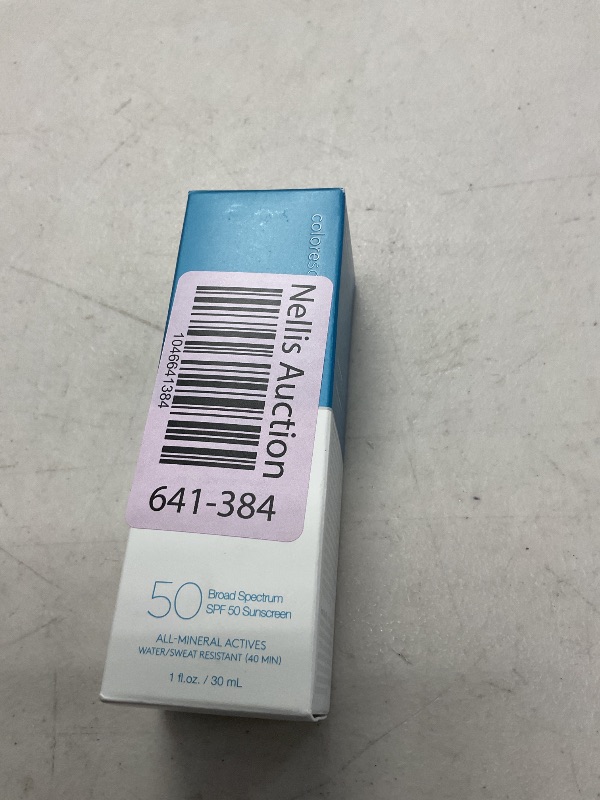 Nellis Auction
1046641384
641-384
50 Broad Spectrum
SPF 50 Sunscreen
ALL-MINERAL ACTIVES
WATER/SWEAT RESISTANT (40 MIN)
1 fl.oz. / 30 mL